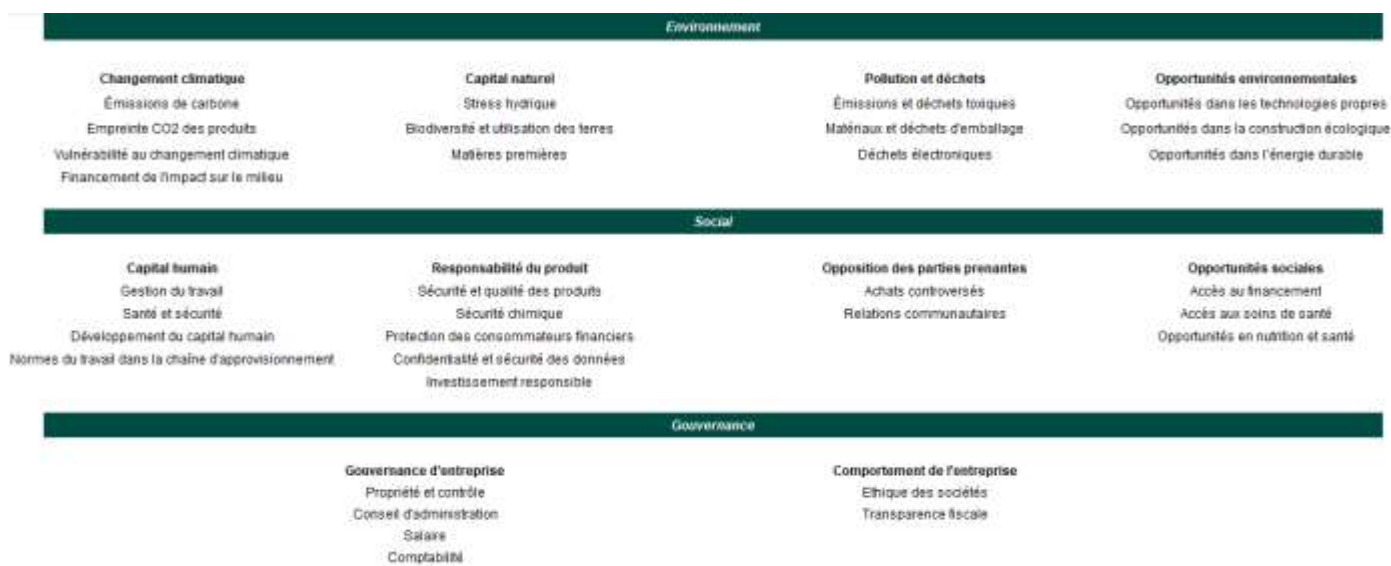 Environnement
Changement climatique
Émissions de carbone
Empreinte CO2 des produits
Vulnérabilité au changement climatique
Financement de l'impact sur le milieu
Capital naturel
Stress hydrique
Biodiversité et utilisation des terres
Matières premières
Pollution et déchets
Émissions et déchets toxiques
Matériaux et déchets d'emballage
Déchets électroniques
Opportunités environnementales
Opportunités dans les technologies propres
Opportunités dans la construction écologique
Opportunités dans l'énergie durable
Social
Capital humain
Gestion du travail
Santé et sécurité
Développement du capital humain
Normes du travail dans la chaîne d'approvisionnement
Responsabilité du produit
Sécurité et qualité des produits
Sécurité chimique
Protection des consommateurs financiers
Confidentialité et sécurité des données
Investissement responsable
Opposition des parties prenantes
Achats controversés
Relations communautaires
Opportunités sociales
Accès au financement
Accès aux soins de santé
Opportunités en nutrition et santé
Gouvernance
Gouvernance d'entreprise
Propriété et contrôle
Conseil d'administration
Salaire
Comptabilité
Comportement de l'entreprise
Ethique des sociétés
Transparence fiscale